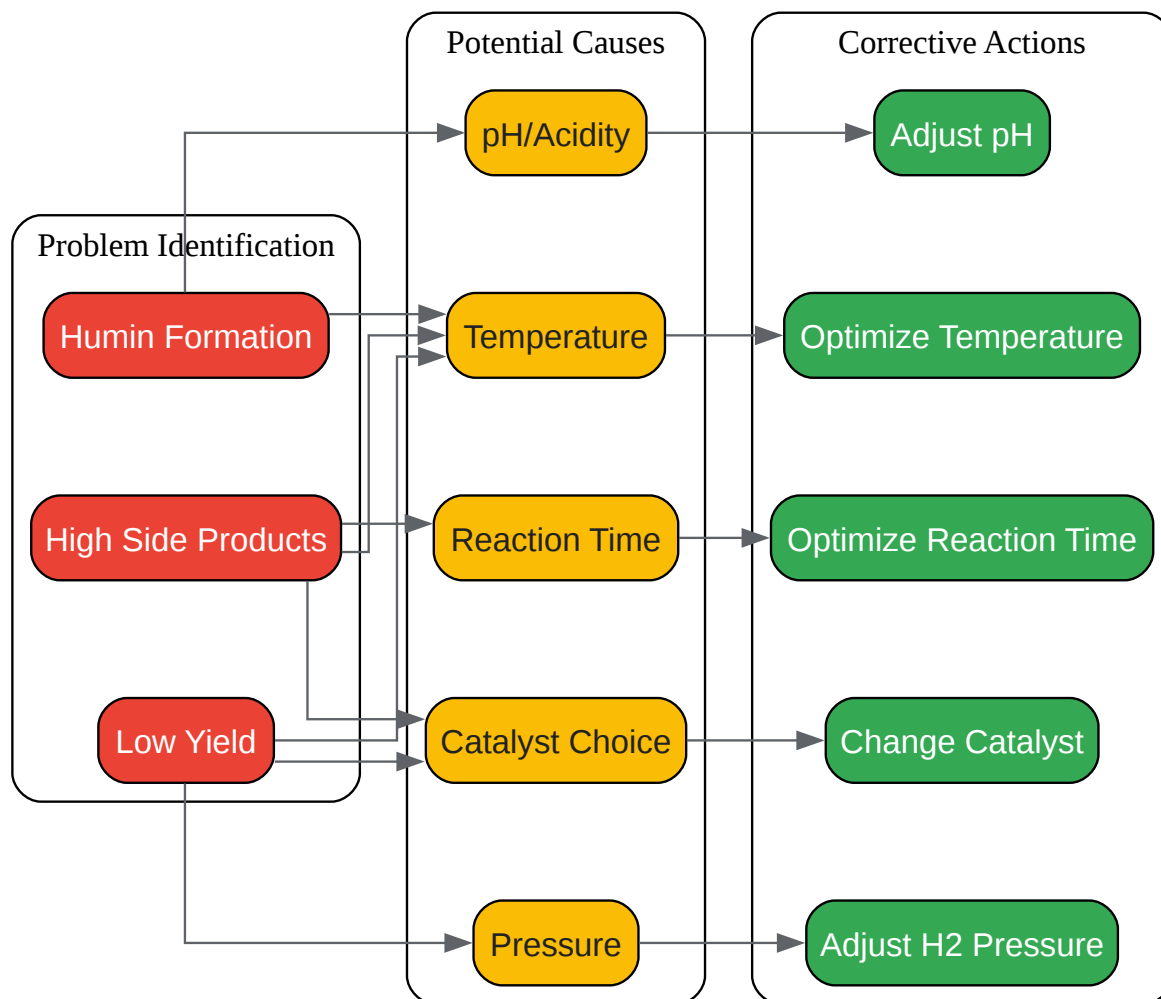 Potential Causes
Corrective Actions
pH/Acidity
Adjust pH
Problem Identification
Humin Formation
Temperature
Optimize Temperature
High Side Products
Reaction Time
Optimize Reaction Time
Low Yield
Catalyst Choice
Change Catalyst
Pressure
Adjust H2 Pressure